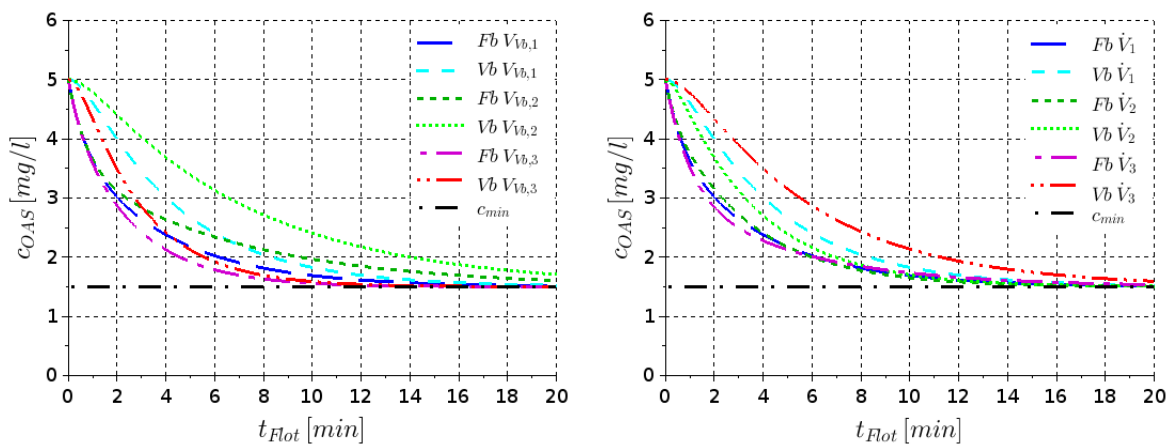 6
5
4
3
2
1
0
c_{OAS} [mg/l]
Fb V_{Vb,1}
Vb V_{Vb,1}
Fb V_{Vb,2}
Vb V_{Vb,2}
Fb V_{Vb,3}
Vb V_{Vb,3}
c_{min}
0 2 4 6 8 10 12 14 16 18 20
t_{Flot} [min]
6
5
4
3
2
1
0
c_{OAS} [mg/l]
Fb V̇_1
Vb V̇_1
Fb V̇_2
Vb V̇_2
Fb V̇_3
Vb V̇_3
c_{min}
0 2 4 6 8 10 12 14 16 18 20
t_{Flot} [min]